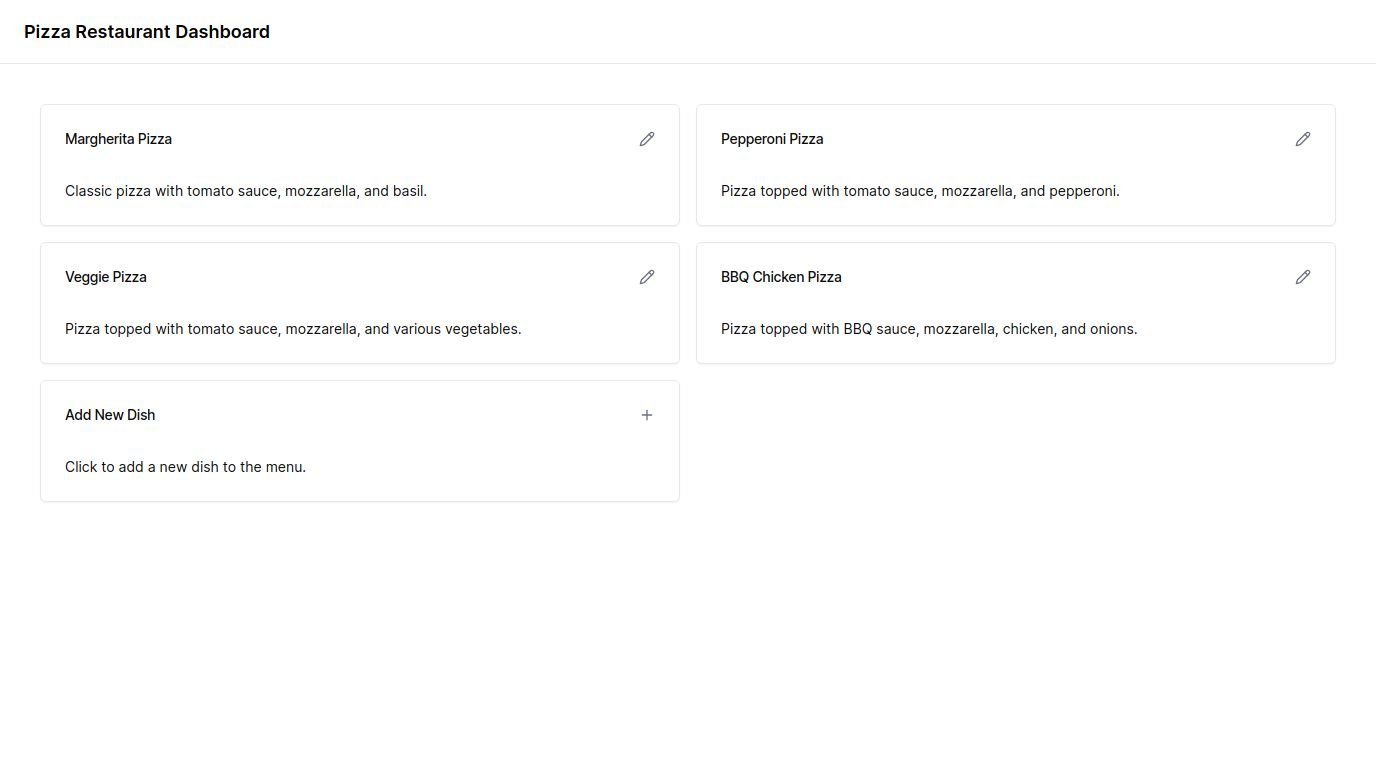 Pizza Restaurant Dashboard
Margherita Pizza
Classic pizza with tomato sauce, mozzarella, and basil.
Pepperoni Pizza
Pizza topped with tomato sauce, mozzarella, and pepperoni.
Veggie Pizza
Pizza topped with tomato sauce, mozzarella, and various vegetables.
BBQ Chicken Pizza
Pizza topped with BBQ sauce, mozzarella, chicken, and onions.
Add New Dish
Click to add a new dish to the menu.